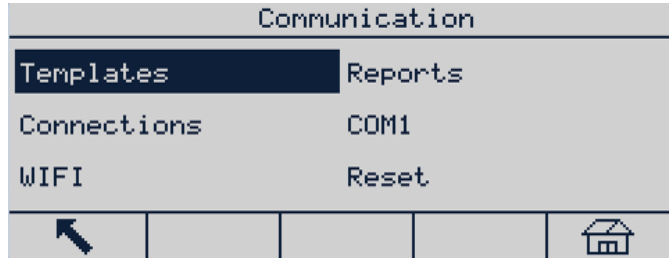 Communication
Templates Reports
Connections COM1
WIFI Reset